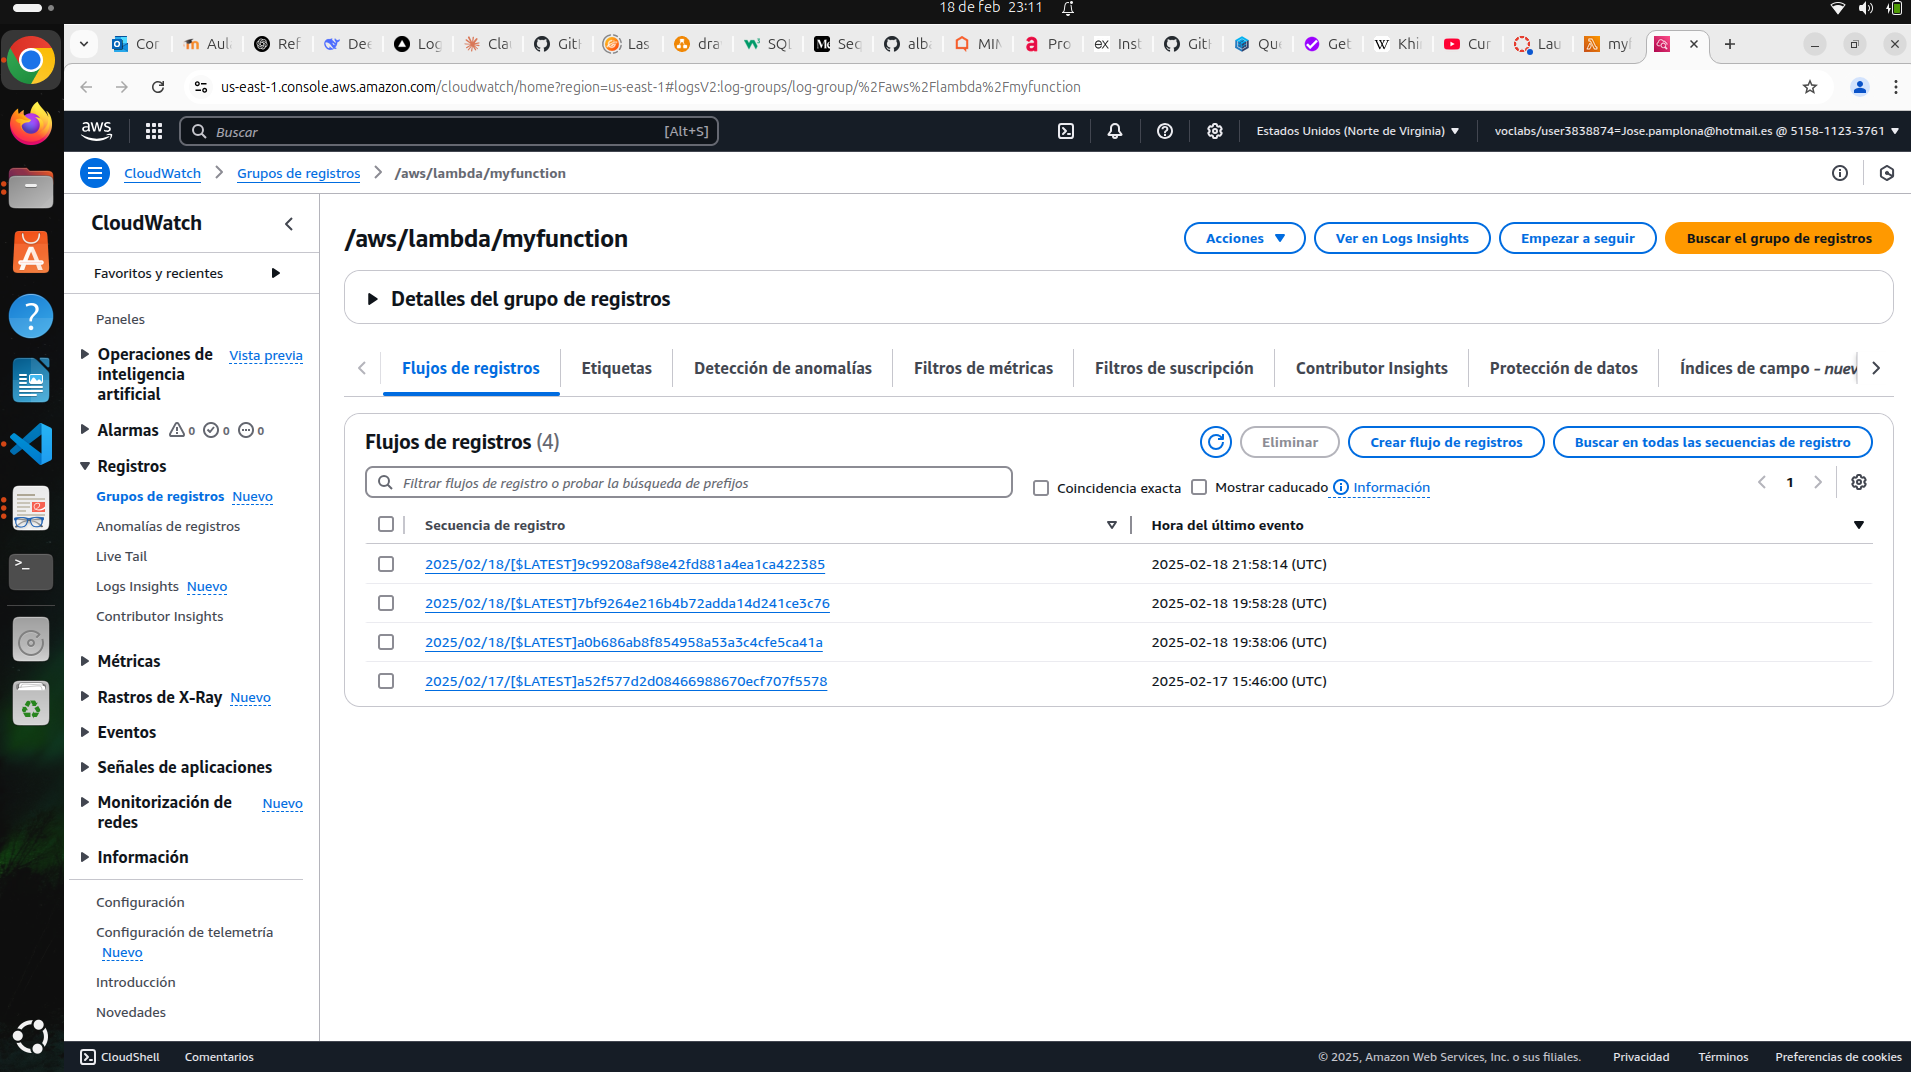 18 de feb 23:11
Cor
Aul
Ref
Dee
Log
Cla
Git
Las
dra
SQL
Seq
alb
MIN
Pro
Inst
Git
Que
Get
Khi
Cur
Lau
myf
us-east-1.console.aws.amazon.com/cloudwatch/home?region=us-east-1#logsV2:log-groups/log-group/%2Faws%2Flambda%2Fmyfunction
aws
Buscar
[Alt+S]
Estados Unidos (Norte de Virginia)
voclabs/user3838874=Jose.pamplona@hotmail.es @ 5158-1123-3761
CloudWatch
Grupos de registros
/aws/lambda/myfunction
CloudWatch
Favoritos y recientes
Paneles
Operaciones de inteligencia artificial Vista previa
Alarmas 0 0 0
Registros
Grupos de registros Nuevo
Anomalías de registros
Live Tail
Logs Insights Nuevo
Contributor Insights
Métricas
Rastros de X-Ray Nuevo
Eventos
Señales de aplicaciones
Monitorización de redes Nuevo
Información
Configuración
Configuración de telemetría
Nuevo
Introducción
Novedades
/aws/lambda/myfunction
Acciones
Ver en Logs Insights
Empezar a seguir
Buscar el grupo de registros
Detalles del grupo de registros
Flujos de registros
Etiquetas
Detección de anomalías
Filtros de métricas
Filtros de suscripción
Contributor Insights
Protección de datos
Índices de campo – nuev
Flujos de registros (4)
Eliminar
Crear flujo de registros
Buscar en todas las secuencias de registro
Filtrar flujos de registro o probar la búsqueda de prefijos
Coincidencia exacta
Mostrar caducado
Información
1
Secuencia de registro
Hora del último evento
2025/02/18/[$LATEST]9c99208af98e42fd881a4ea1ca422385 2025-02-18 21:58:14 (UTC)
2025/02/18/[$LATEST]7bf9264e216b4b72adda14d241ce3c76 2025-02-18 19:58:28 (UTC)
2025/02/18/[$LATEST]a0b686ab8f854958a53a3c4cfe5ca41a 2025-02-18 19:38:06 (UTC)
2025/02/17/[$LATEST]a52f577d2d08466988670ecf707f5578 2025-02-17 15:46:00 (UTC)
CloudShell
Comentarios
© 2025, Amazon Web Services, Inc. o sus filiales.
Privacidad
Términos
Preferencias de cookies